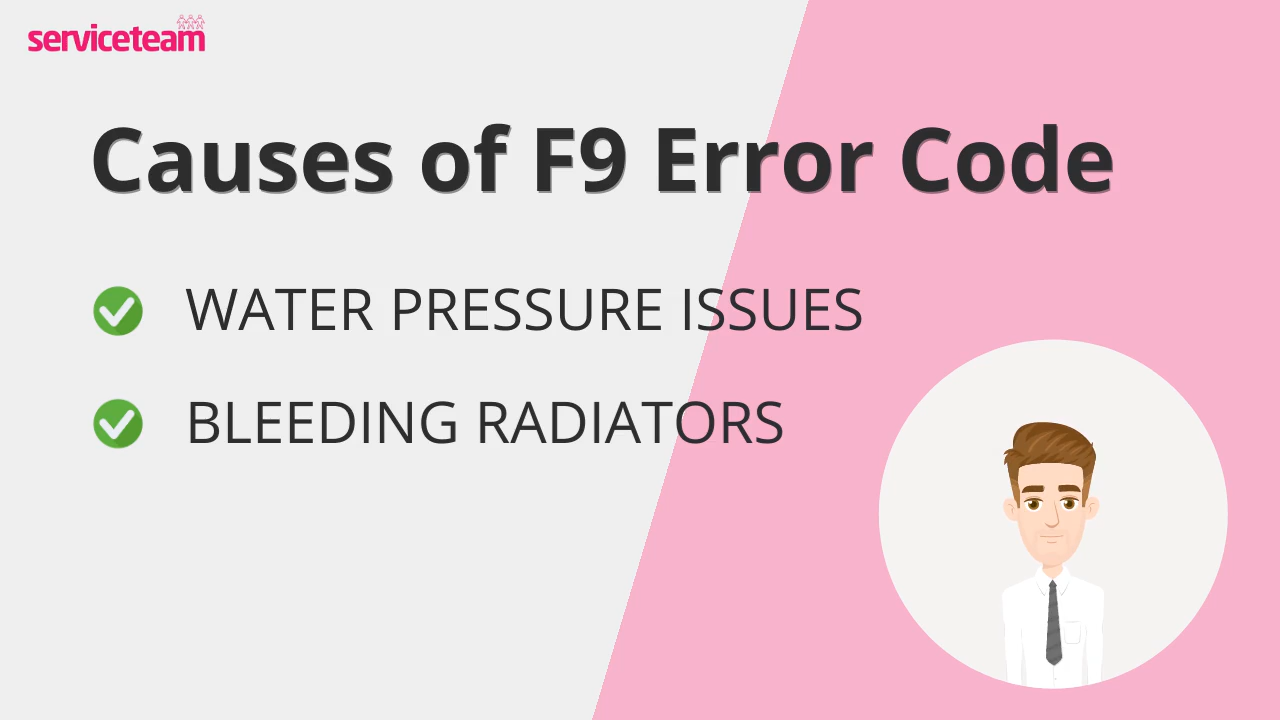 serviceteam
Causes of F9 Error Code
WATER PRESSURE ISSUES
BLEEDING RADIATORS